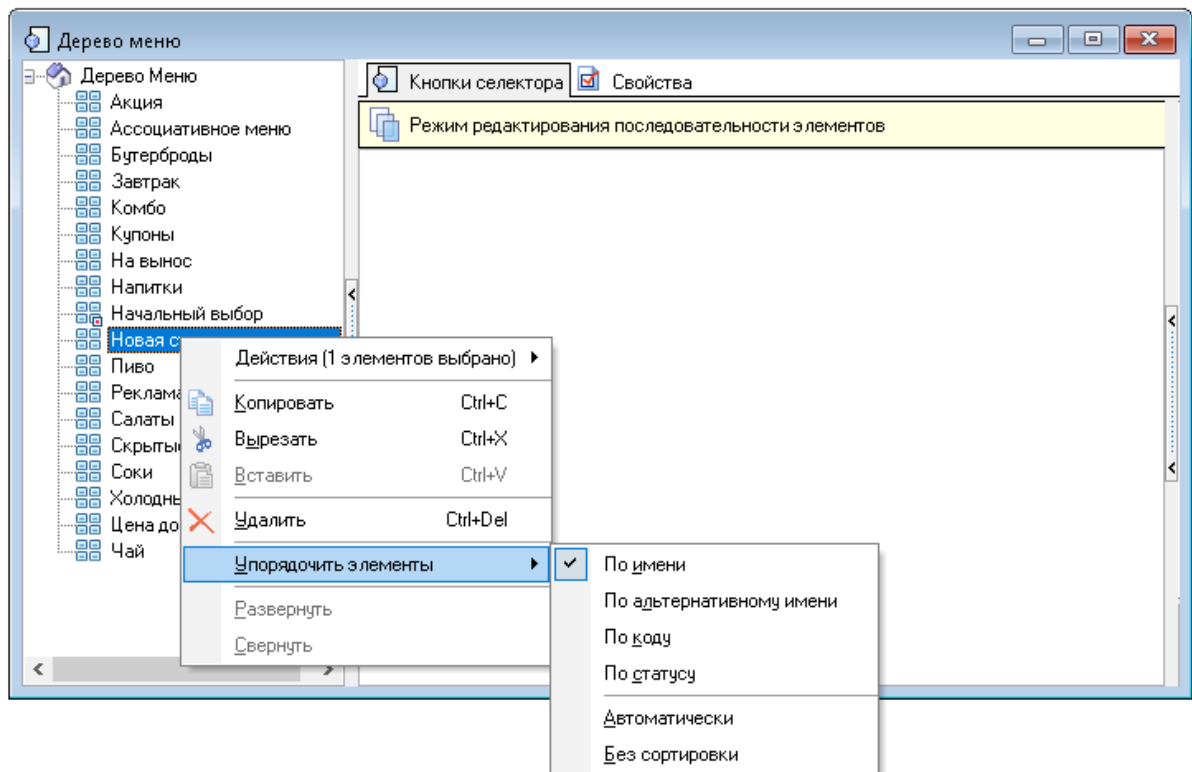 Дерево меню
Дерево Меню
Акция
Ассоциативное меню
Бутерброды
Завтрак
Комбо
Купоны
На вынос
Напитки
Начальный выбор
Новая с
Пиво
Реклама
Салаты
Скрытые
Соки
Холодны
Цена до
Чай
Кнопки селектора
Свойства
Режим редактирования последовательности элементов
Действия (1 элементов выбрано)
Копировать Ctrl+C
Вырезать Ctrl+X
Вставить Ctrl+V
Удалить Ctrl+Del
Упорядочить элементы
Развернуть
Свернуть
По имени
По альтернативному имени
По коду
По статусу
Автоматически
Без сортировки